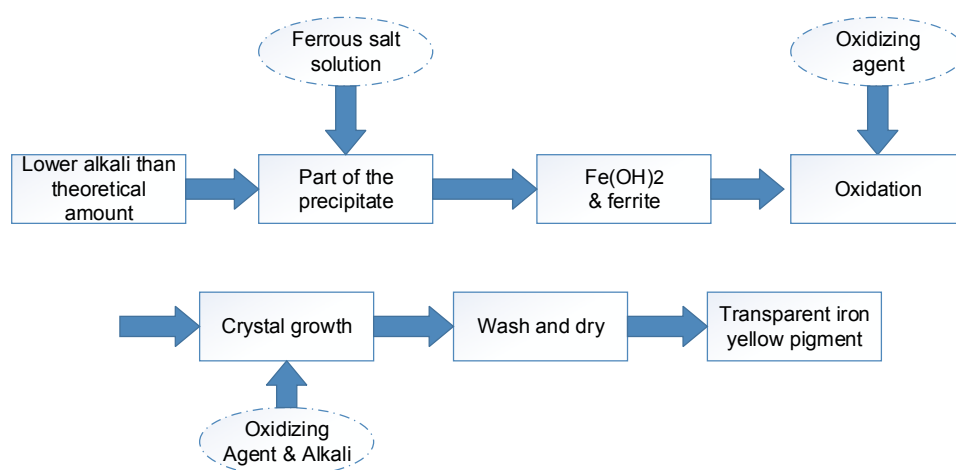 Ferrous salt
solution
Oxidizing
agent
Lower alkali than
theoretical
amount
Part of the
precipitate
Fe(OH)2
& ferrite
Oxidation
Crystal growth
Wash and dry
Transparent iron
yellow pigment
Oxidizing
Agent & Alkali